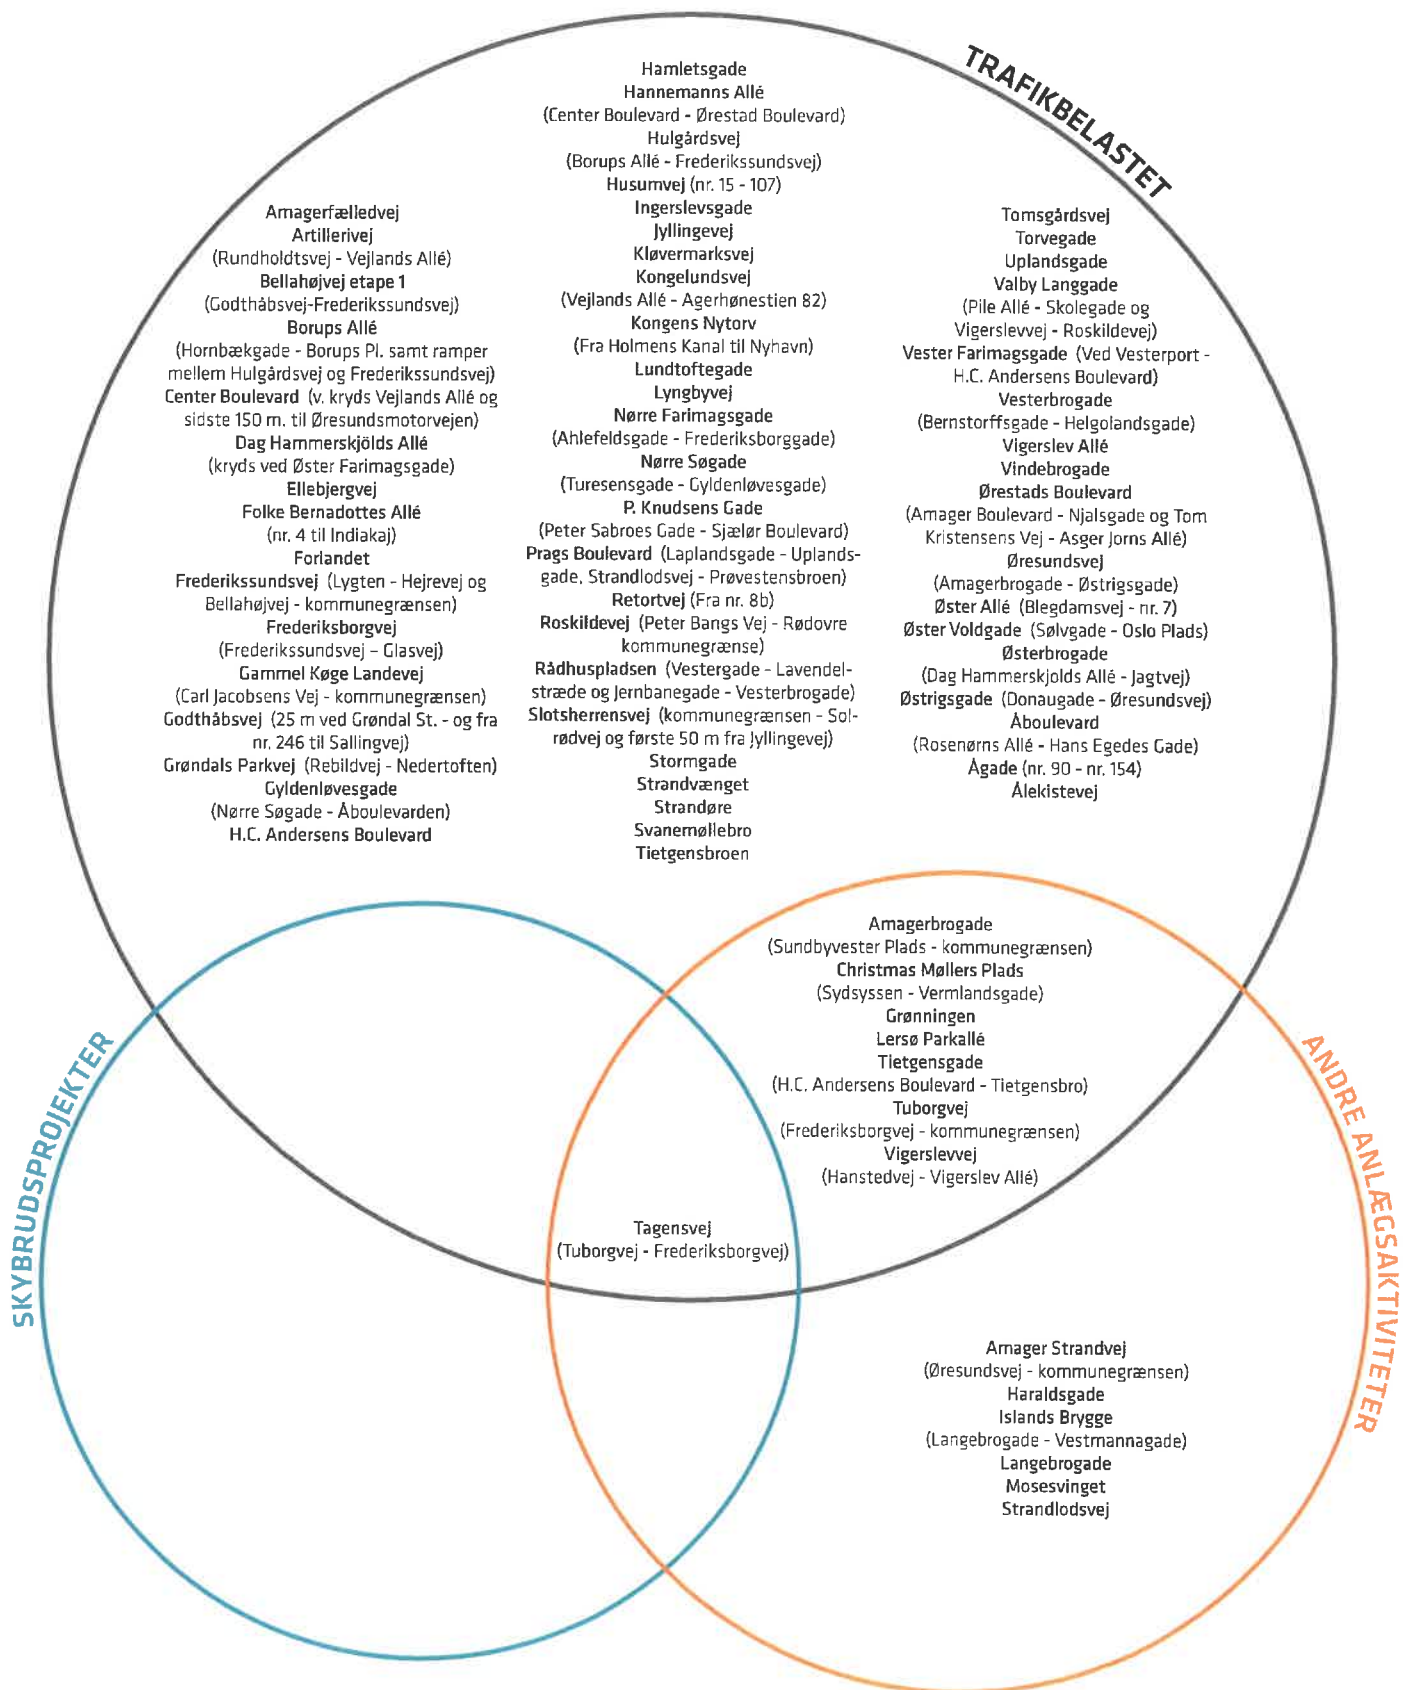 TRAFIKBELASTET
Amagerfælledvej
Artillerivej
(Rundholdtsvej - Vejlands Allé)
Bellahøjvej etape 1
(Godthåbsvej-Frederikssundsvej)
Borups Allé
(Hornbækgade - Borups Pl. samt ramper
mellem Hulgårdsvej og Frederikssundsvej)
Center Boulevard (v. kryds Vejlands Allé og
sidste 150 m. til Øresundsmotorvejen)
Dag Hammerskjölds Allé
(kryds ved Øster Farimagsgade)
Ellebjergvej
Folke Bernadottes Allé
(nr. 4 til Indiakaj)
Forlandet
Frederikssundsvej (Lygten - Hejrevej og
Bellahøjvej - kommunegrænsen)
Frederiksborgvej
(Frederikssundsvej – Glasvej)
Gammel Køge Landevej
(Carl Jacobsens Vej - kommunegrænsen)
Godthåbsvej (25 m ved Grøndal St. - og fra
nr. 246 til Sallingvej)
Grøndals Parkvej (Rebildvej - Nedertoften)
Gyldenløvesgade
(Nørre Søgade - Åboulevarden)
H.C. Andersens Boulevard
Hamletsgade
Hannemanns Allé
(Center Boulevard - Ørestad Boulevard)
Hulgårdsvej
(Borups Allé - Frederikssundsvej)
Husumvej (nr. 15 - 107)
Ingerslevsgade
Jyllingevej
Kløvermarksvej
Kongelundsvej
(Vejlands Allé - Agerhønestien 82)
Kongens Nytorv
(Fra Holmens Kanal til Nyhavn)
Lundtoftegade
Lyngbyvej
Nørre Farimagsgade
(Ahlefeldsgade - Frederiksborggade)
Nørre Søgade
(Turesensgade - Gyldenløvesgade)
P. Knudsens Gade
(Peter Sabroes Gade - Sjælør Boulevard)
Prags Boulevard (Laplandsgade - Uplands-
gade, Strandlodsvej - Prøvestensbroen)
Retortvej (Fra nr. 8b)
Roskildevej (Peter Bangs Vej - Rødovre
kommunegrænse)
Rådhuspladsen (Vestergade - Lavendel-
stræde og Jernbanegade - Vesterbrogade)
Slotsherrensvej (kommunegrænsen - Sol-
rødvej og første 50 m fra Jyllingevej)
Stormgade
Strandvænget
Strandøre
Svanemøllebro
Tietgensbroen
Tomsgårdsvej
Torvegade
Uplandsgade
Valby Langgade
(Pile Allé - Skolegade og
Vigerslevvej - Roskildevej)
Vester Farimagsgade (Ved Vesterport -
H.C. Andersens Boulevard)
Vesterbrogade
(Bernstorffsgade - Helgolandsgade)
Vigerslev Allé
Vindebrogade
Ørestads Boulevard
(Amager Boulevard - Njalsgade og Tom
Kristensens Vej - Asger Jorns Allé)
Øresundsvej
(Amagerbrogade - Østrigsgade)
Øster Allé (Blegdamsvej - nr. 7)
Øster Voldgade (Sølvgade - Oslo Plads)
Østerbrogade
(Dag Hammerskjolds Allé - Jagtvej)
Østrigsgade (Donaugade - Øresundsvej)
Åboulevard
(Rosenørns Allé - Hans Egedes Gade)
Ågade (nr. 90 - nr. 154)
Ålekistevej
Amagerbrogade
(Sundbyvester Plads - kommunegrænsen)
Christmas Møllers Plads
(Sydsyssen - Vermlandsgade)
Grønningen
Lersø Parkallé
Tietgensgade
(H.C. Andersens Boulevard - Tietgensbro)
Tuborgvej
(Frederiksborgvej - kommunegrænsen)
Vigerslevvej
(Hanstedvej - Vigerslev Allé)
Tagensvej
(Tuborgvej - Frederiksborgvej)
SKYBRUDSPROJEKTER
ANDRE ANLÆGSAKTIVITETER
Amager Strandvej
(Øresundsvej - kommunegrænsen)
Haraldsgade
Islands Brygge
(Langebrogade - Vestmannagade)
Langebrogade
Mosesvinget
Strandlodsvej